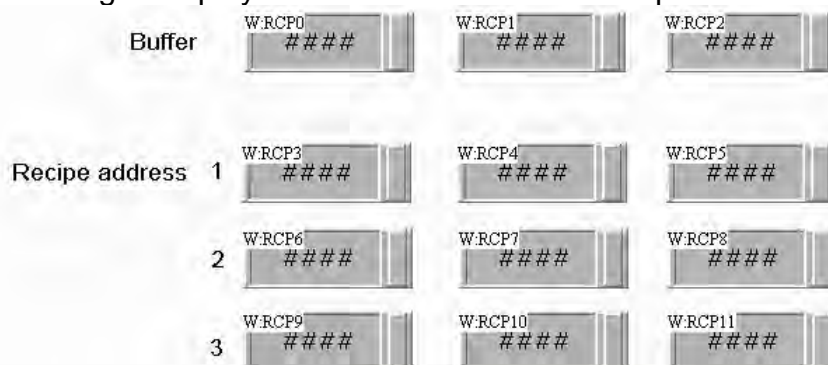 Buffer W:RCP0 #### W:RCP1 #### W:RCP2 ####
Recipe address 1 W:RCP3 #### W:RCP4 #### W:RCP5 ####
2 W:RCP6 #### W:RCP7 #### W:RCP8 ####
3 W:RCP9 #### W:RCP10 #### W:RCP11 ####